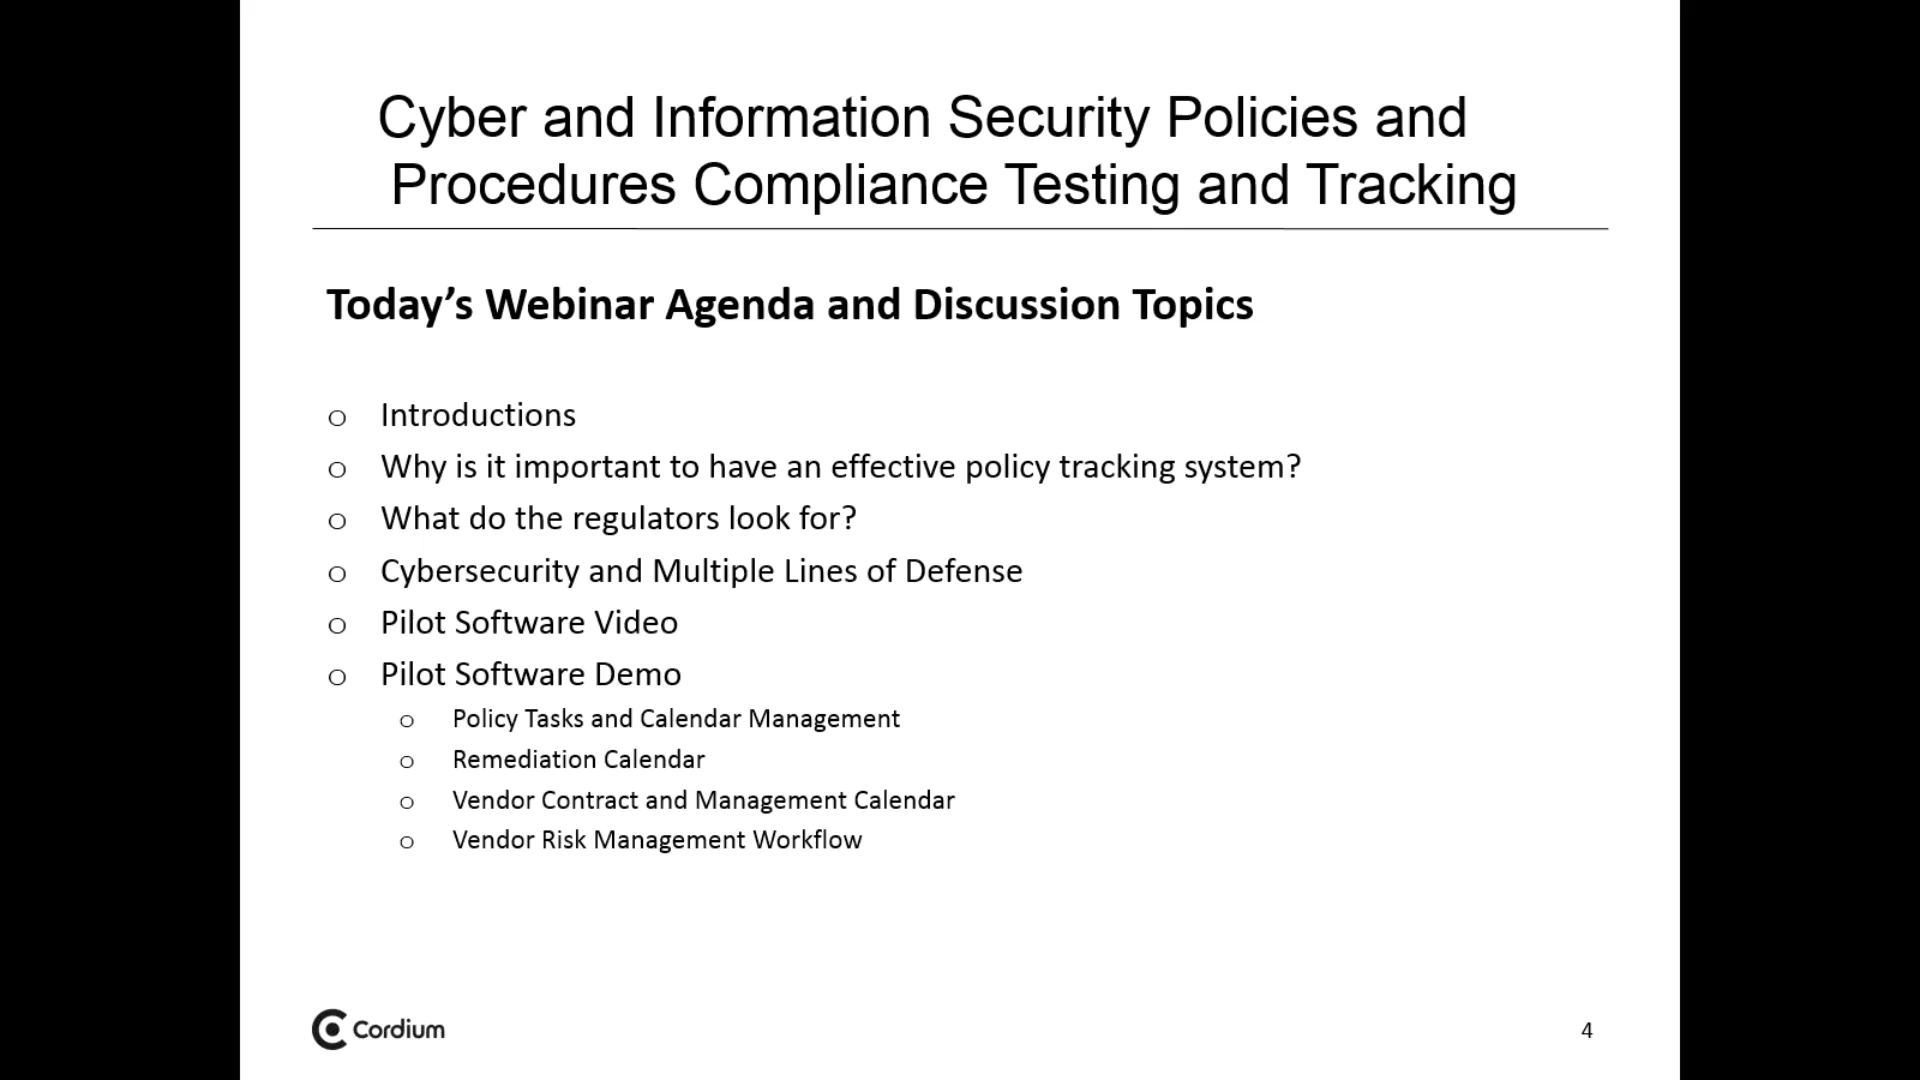 Cyber and Information Security Policies and
Procedures Compliance Testing and Tracking
Today’s Webinar Agenda and Discussion Topics
o Introductions
o Why is it important to have an effective policy tracking system?
o What do the regulators look for?
o Cybersecurity and Multiple Lines of Defense
o Pilot Software Video
o Pilot Software Demo
o Policy Tasks and Calendar Management
o Remediation Calendar
o Vendor Contract and Management Calendar
o Vendor Risk Management Workflow
Cordium
4